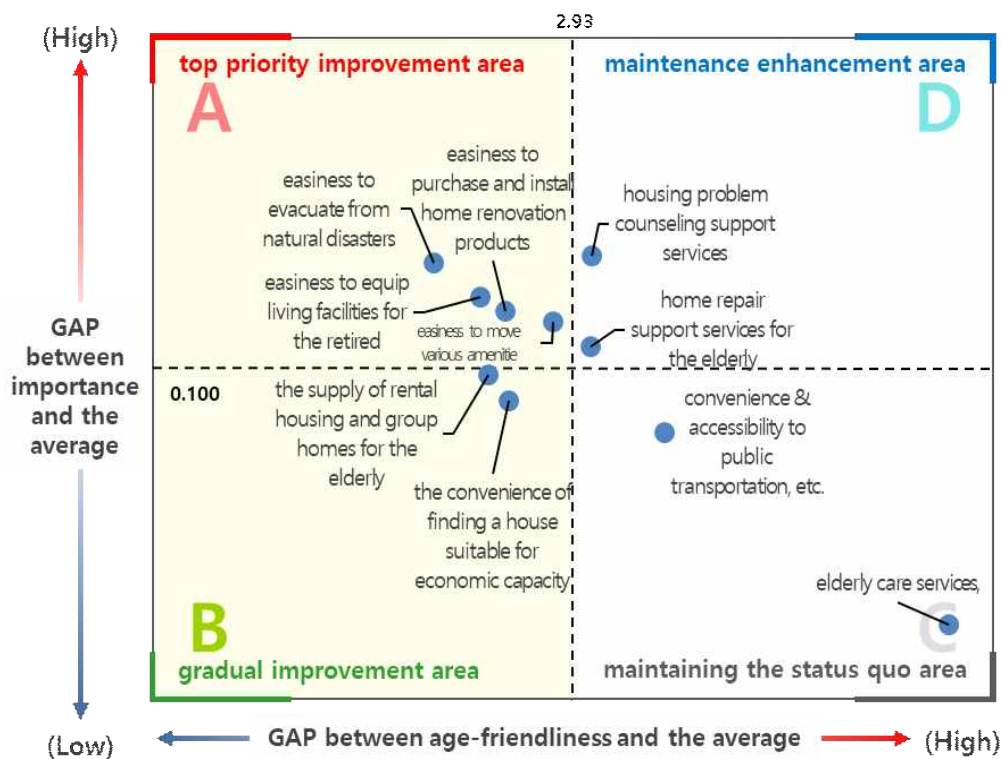 2.93
(High)
top priority improvement area
maintenance enhancement area
A
D
easiness to
evacuate from
natural disasters
easiness to
purchase and instal
home renovation
products
housing problem
counseling support
services
easiness to equip
living facilities for
the retired
easiness to move
various amenitie
home repair
support services for
the elderly
GAP
between
importance
and the
average
0.100
the supply of rental
housing and group
homes for the
elderly
convenience &
accessibility to
public
transportation, etc.
the convenience of
finding a house
suitable for
economic capacity
elderly care services,
B
C
gradual improvement area
maintaining the status quo area
(Low)
GAP between age-friendliness and the average
(High)